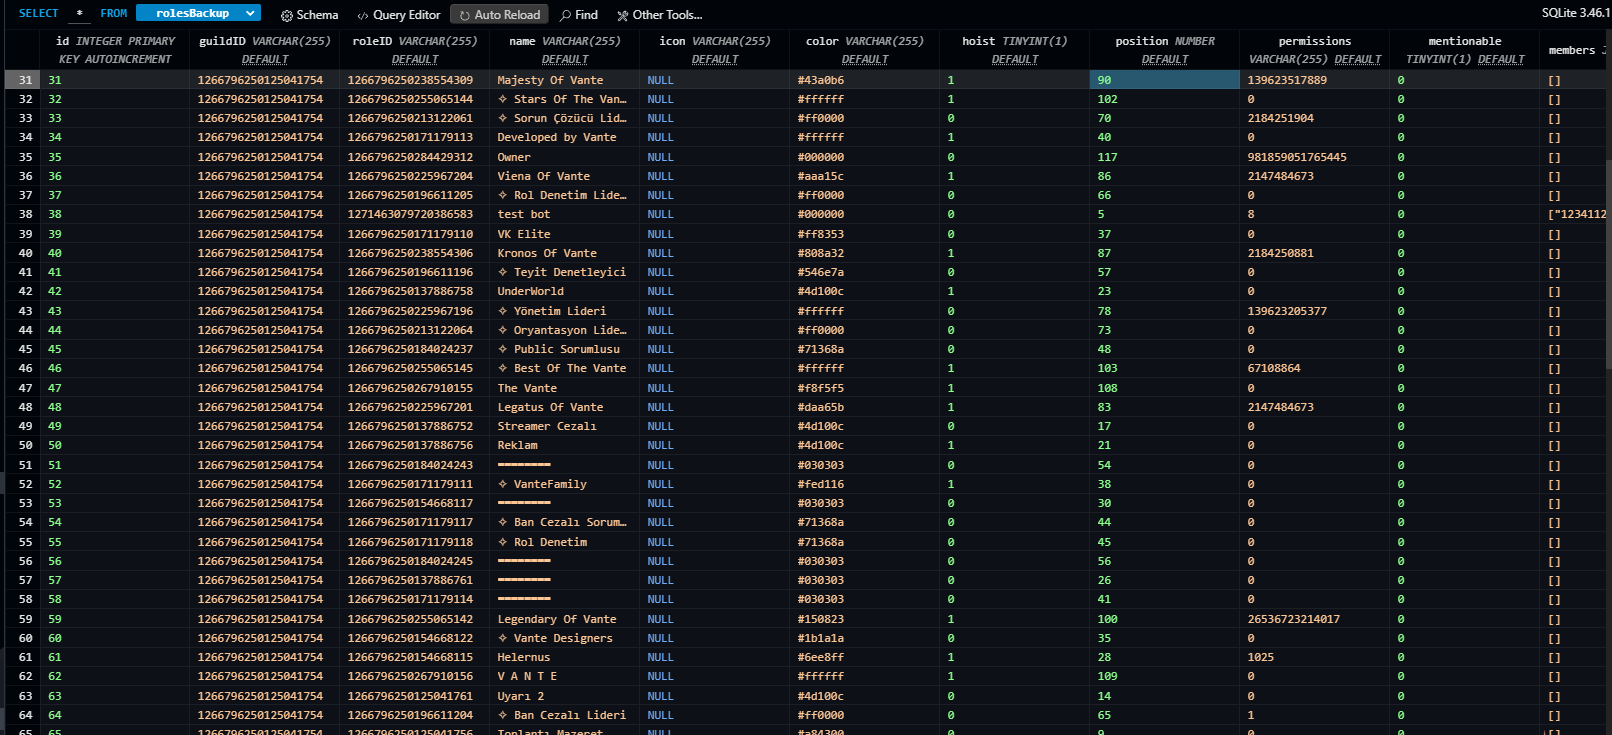 SELECT * FROM rolesBackup Schema Query Editor Auto Reload Find Other Tools... SQLite 3.46.1
id INTEGER PRIMARY KEY AUTOINCREMENT guildID VARCHAR(255) DEFAULT roleID VARCHAR(255) DEFAULT name VARCHAR(255) DEFAULT icon VARCHAR(255) DEFAULT color VARCHAR(255) DEFAULT hoist TINYINT(1) DEFAULT position NUMBER DEFAULT permissions VARCHAR(255) DEFAULT mentionable TINYINT(1) DEFAULT members
31 31 1266796250125041754 1266796250238554309 Majesty Of Vante NULL #43a0b6 1 90 139623517889 0 []
32 32 1266796250125041754 1266796250255065144 ✧ Stars Of The Van… NULL #ffffff 1 102 0 0 []
33 33 1266796250125041754 1266796250213122061 ✧ Sorun Çözücü Lid… NULL #ff0000 0 70 2184251904 0 []
34 34 1266796250125041754 1266796250171179113 Developed by Vante NULL #ffffff 1 40 0 0 []
35 35 1266796250125041754 1266796250284429312 Owner NULL #000000 0 117 981859051765445 0 []
36 36 1266796250125041754 1266796250225967204 Viena Of Vante NULL #aaa15c 1 86 2147484673 0 []
37 37 1266796250125041754 1266796250196611205 ✧ Rol Denetim Lide… NULL #ff0000 0 66 0 0 []
38 38 1266796250125041754 1271463079720386583 test bot NULL #000000 0 5 8 0 ["1234112
39 39 1266796250125041754 1266796250171179110 VK Elite NULL #ff8353 0 37 0 0 []
40 40 1266796250125041754 1266796250238554306 Kronos Of Vante NULL #808a32 1 87 2184250881 0 []
41 41 1266796250125041754 1266796250196611196 ✧ Teyit Denetleyici NULL #546e7a 0 57 0 0 []
42 42 1266796250125041754 1266796250137886758 UnderWorld NULL #4d100c 1 23 0 0 []
43 43 1266796250125041754 1266796250225967196 ✧ Yönetim Lideri NULL #ffffff 1 78 139623205377 0 []
44 44 1266796250125041754 1266796250213122064 ✧ Oryantasyon Lide… NULL #ff0000 0 73 0 0 []
45 45 1266796250125041754 1266796250184024237 ✧ Public Sorumlusu NULL #71368a 0 48 0 0 []
46 46 1266796250125041754 1266796250255065145 ✧ Best Of The Vante NULL #ffffff 1 103 67108864 0 []
47 47 1266796250125041754 1266796250267910155 The Vante NULL #f8f5f5 1 108 0 0 []
48 48 1266796250125041754 1266796250225967201 Legatus Of Vante NULL #daa65b 1 83 2147484673 0 []
49 49 1266796250125041754 1266796250137886752 Streamer Cezalı NULL #4d100c 0 17 0 0 []
50 50 1266796250125041754 1266796250137886756 Reklam NULL #4d100c 1 21 0 0 []
51 51 1266796250125041754 1266796250184024243 ━━━━━━━━ NULL #030303 0 54 0 0 []
52 52 1266796250125041754 1266796250171179111 ✧ VanteFamily NULL #fed116 1 38 0 0 []
53 53 1266796250125041754 1266796250154668117 ━━━━━━━━ NULL #030303 0 30 0 0 []
54 54 1266796250125041754 1266796250171179117 ✧ Ban Cezalı Sorum… NULL #71368a 0 44 0 0 []
55 55 1266796250125041754 1266796250171179118 ✧ Rol Denetim NULL #71368a 0 45 0 0 []
56 56 1266796250125041754 1266796250184024245 ━━━━━━━━ NULL #030303 0 56 0 0 []
57 57 1266796250125041754 1266796250137886761 ━━━━━━━━ NULL #030303 0 26 0 0 []
58 58 1266796250125041754 1266796250171179114 ━━━━━━━━ NULL #030303 0 41 0 0 []
59 59 1266796250125041754 1266796250255065142 Legendary Of Vante NULL #150823 1 100 26536723214017 0 []
60 60 1266796250125041754 1266796250154668122 ✧ Vante Designers NULL #1b1a1a 0 35 0 0 []
61 61 1266796250125041754 1266796250154668115 Helernus NULL #6ee8ff 1 28 1025 0 []
62 62 1266796250125041754 1266796250267910156 V A N T E NULL #ffffff 1 109 0 0 []
63 63 1266796250125041754 1266796250125041761 Uyarı 2 NULL #4d100c 0 14 0 0 []
64 64 1266796250125041754 1266796250196611204 ✧ Ban Cezalı Lideri NULL #ff0000 0 65 1 0 []
65 65 1266796250125041754 1266796250125041756 Toplantı Mazeret NULL #a84300 0 9 0 0 []